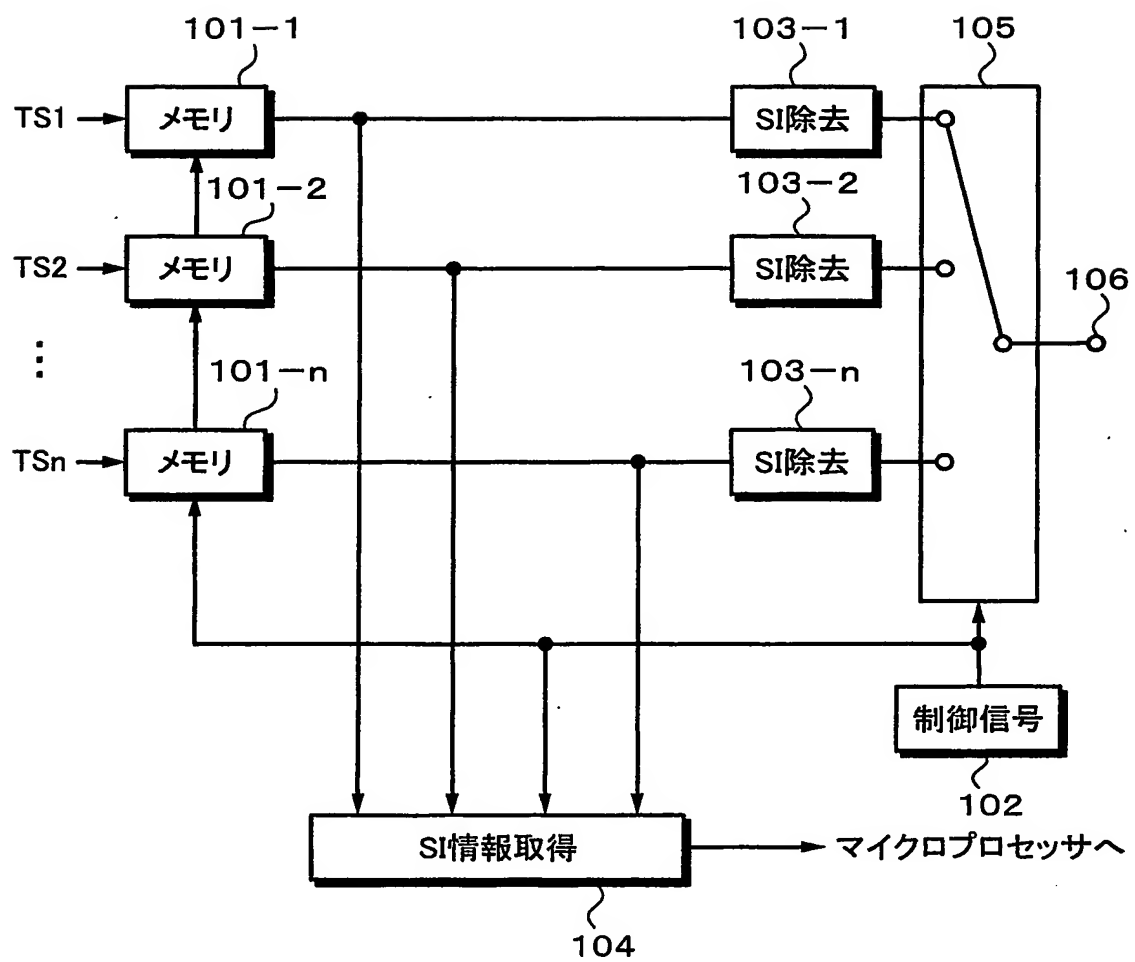 101-1
103-1
105
TS1
メモリ
SI除去
101-2
103-2
TS2
メモリ
SI除去
106
⋮
101-n
103-n
TSn
メモリ
SI除去
制御信号
102
SI情報取得
マイクロプロセッサへ
104